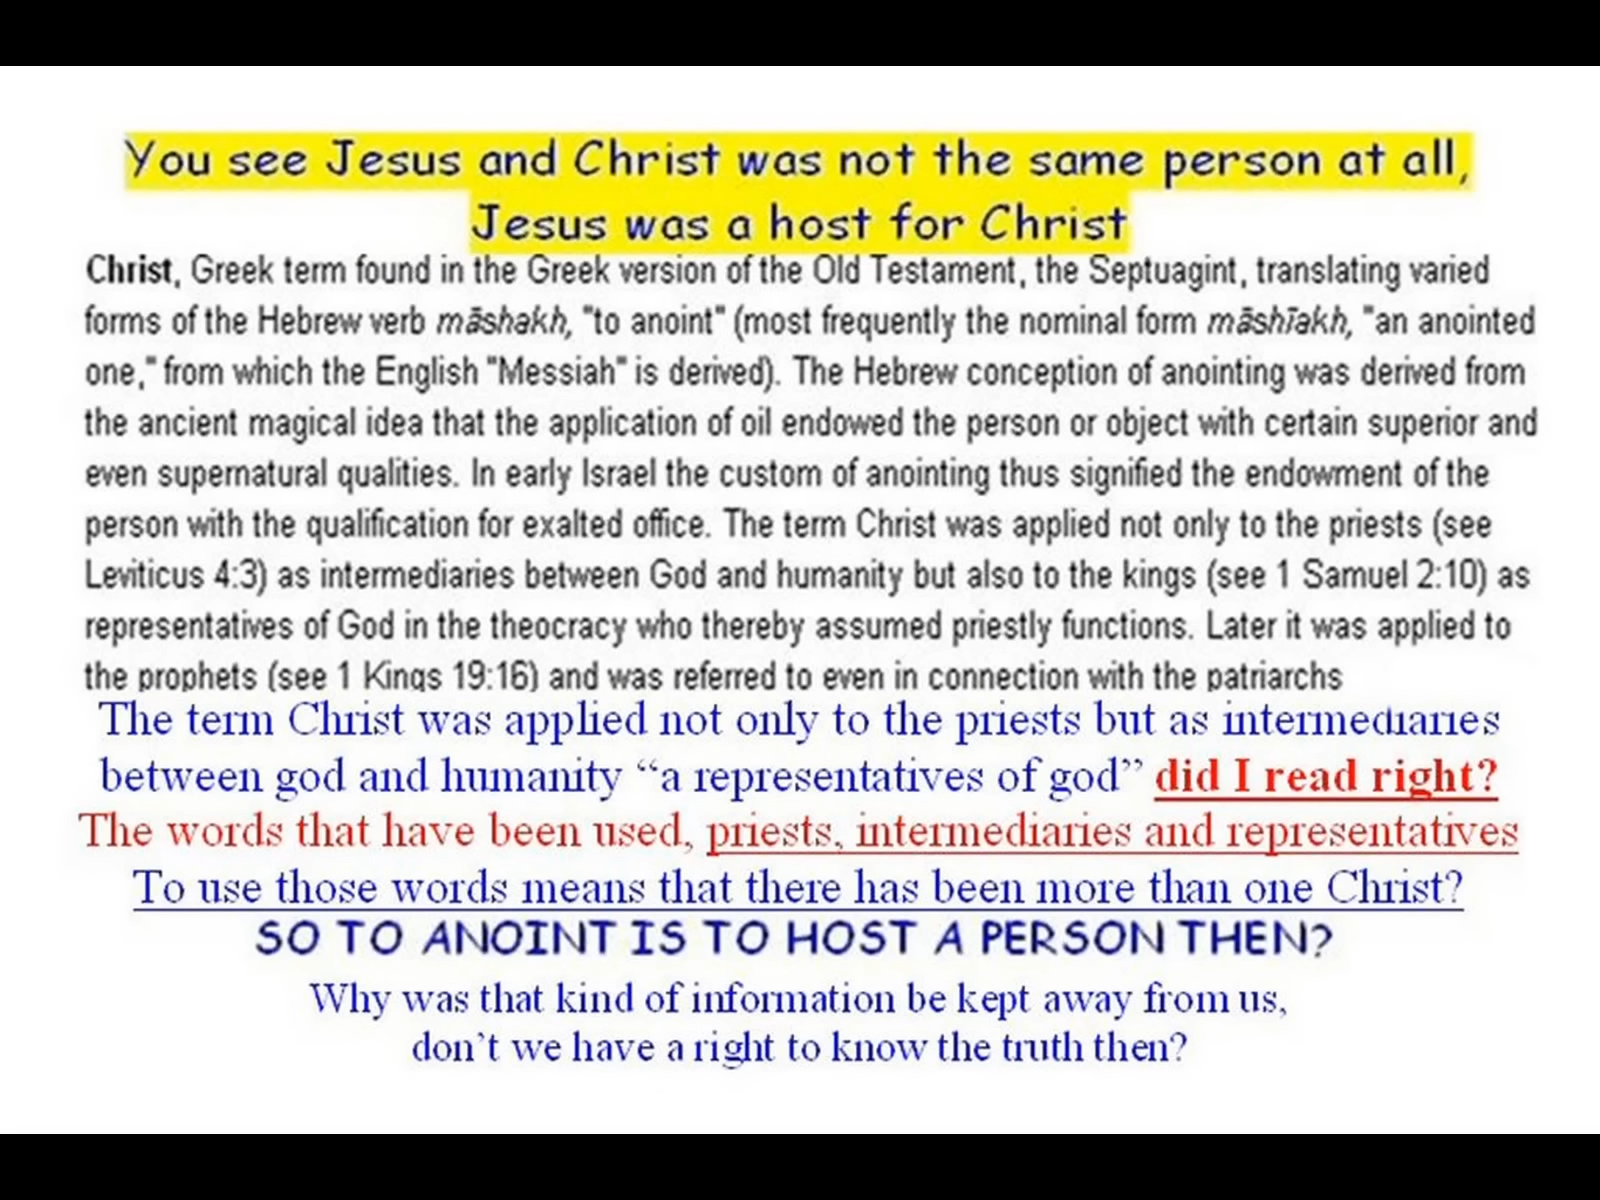 You see Jesus and Christ was not the same person at all,
Jesus was a host for Christ
Christ, Greek term found in the Greek version of the Old Testament, the Septuagint, translating varied
forms of the Hebrew verb māshakh, "to anoint" (most frequently the nominal form māshīakh, "an anointed
one," from which the English "Messiah" is derived). The Hebrew conception of anointing was derived from
the ancient magical idea that the application of oil endowed the person or object with certain superior and
even supernatural qualities. In early Israel the custom of anointing thus signified the endowment of the
person with the qualification for exalted office. The term Christ was applied not only to the priests (see
Leviticus 4:3) as intermediaries between God and humanity but also to the kings (see 1 Samuel 2:10) as
representatives of God in the theocracy who thereby assumed priestly functions. Later it was applied to
the prophets (see 1 Kings 19:16) and was referred to even in connection with the patriarchs
The term Christ was applied not only to the priests but as intermediaries
between god and humanity “a representatives of god” did I read right?
The words that have been used, priests, intermediaries and representatives
To use those words means that there has been more than one Christ?
SO TO ANOINT IS TO HOST A PERSON THEN?
Why was that kind of information be kept away from us,
don’t we have a right to know the truth then?